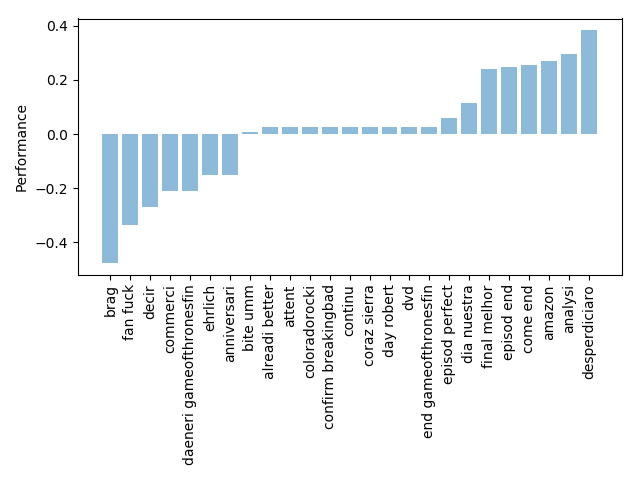 0.4
0.2
0.0
−0.2
−0.4
Performance
brag
fan fuck
decir
commerci
daeneri gameofthronesfin
ehrlich
anniversari
bite umm
alreadi better
attent
coloradorocki
confirm breakingbad
continu
coraz sierra
day robert
dvd
end gameofthronesfin
episod perfect
dia nuestra
final melhor
episod end
come end
amazon
analysi
desperdiciaro